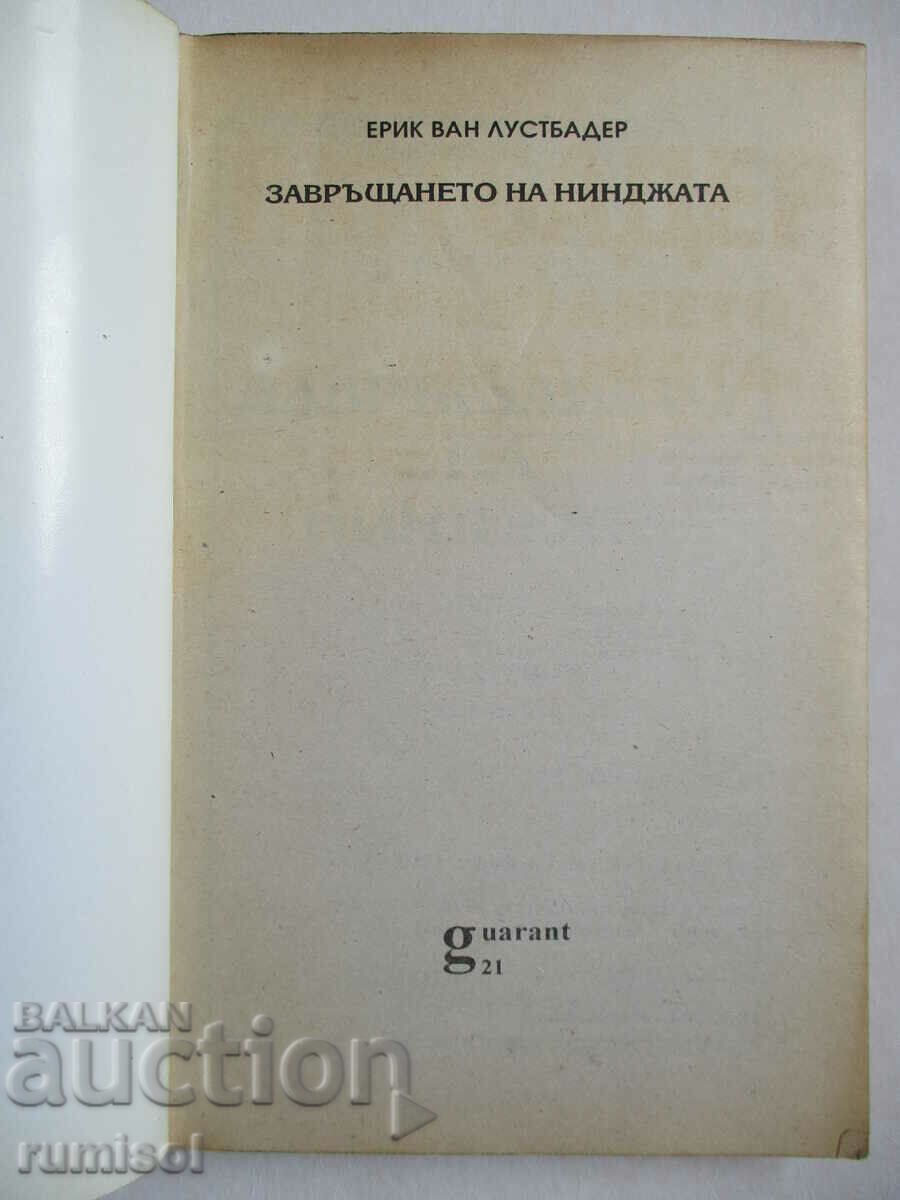 ЕРИК ВАН ЛУСТБАДЕР
ЗАВРЪЩАНЕТО НА НИНДЖАТА
guarant
21
BALKAN
auction
rumisol